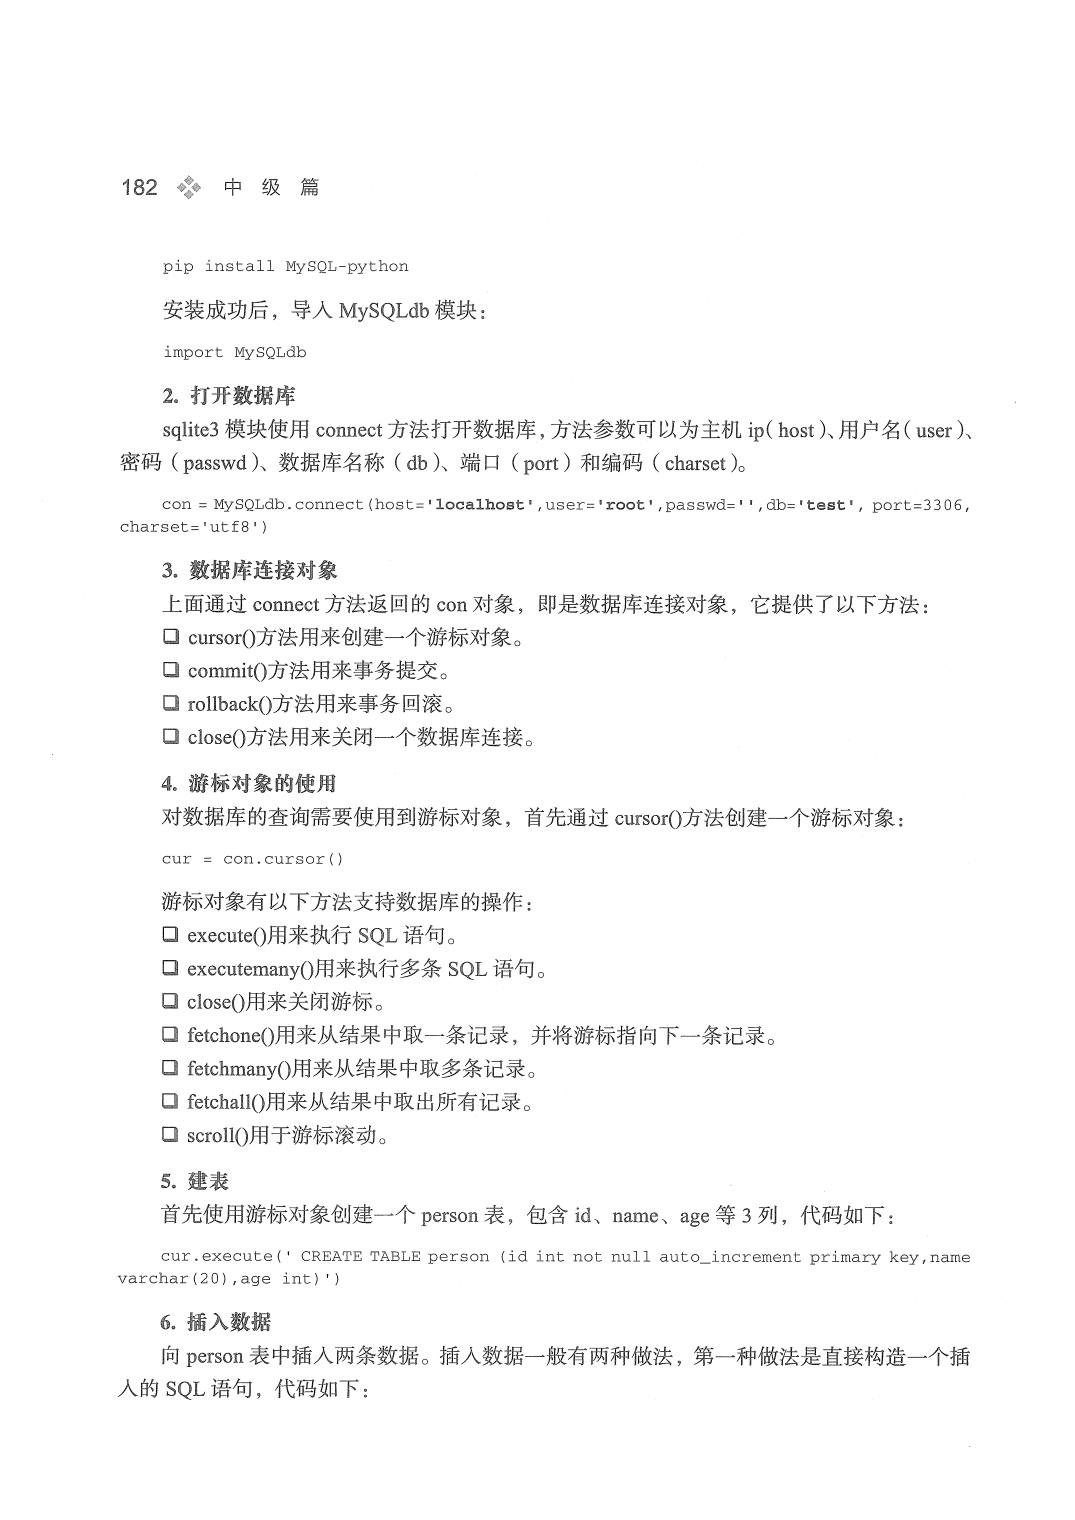 182 中 级 篇
pip install MySQL-python
安装成功后，导入 MySQLdb 模块：
import MySQLdb
2. 打开数据库
sqlite3 模块使用 connect 方法打开数据库，方法参数可以为主机 ip（host）、用户名（user）、
密码（passwd）、数据库名称（db）、端口（port）和编码（charset）。
con = MySQLdb.connect(host='localhost',user='root',passwd='',db='test', port=3306,
charset='utf8')
3. 数据库连接对象
上面通过 connect 方法返回的 con 对象，即是数据库连接对象，它提供了以下方法：
❑ cursor()方法用来创建一个游标对象。
❑ commit()方法用来事务提交。
❑ rollback()方法用来事务回滚。
❑ close()方法用来关闭一个数据库连接。
4. 游标对象的使用
对数据库的查询需要使用到游标对象，首先通过 cursor()方法创建一个游标对象：
cur = con.cursor()
游标对象有以下方法支持数据库的操作：
❑ execute()用来执行 SQL 语句。
❑ executemany()用来执行多条 SQL 语句。
❑ close()用来关闭游标。
❑ fetchone()用来从结果中取一条记录，并将游标指向下一条记录。
❑ fetchmany()用来从结果中取多条记录。
❑ fetchall()用来从结果中取出所有记录。
❑ scroll()用于游标滚动。
5. 建表
首先使用游标对象创建一个 person 表，包含 id、name、age 等 3 列，代码如下：
cur.execute(' CREATE TABLE person (id int not null auto_increment primary key,name
varchar(20),age int)')
6. 插入数据
向 person 表中插入两条数据。插入数据一般有两种做法，第一种做法是直接构造一个插
入的 SQL 语句，代码如下：